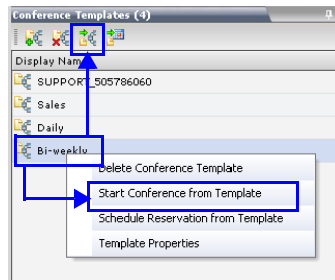 Conference Templates (4)
Display Name
SUPPORT_505786060
Sales
Daily
Bi-weekly
Delete Conference Template
Start Conference from Template
Schedule Reservation from Template
Template Properties